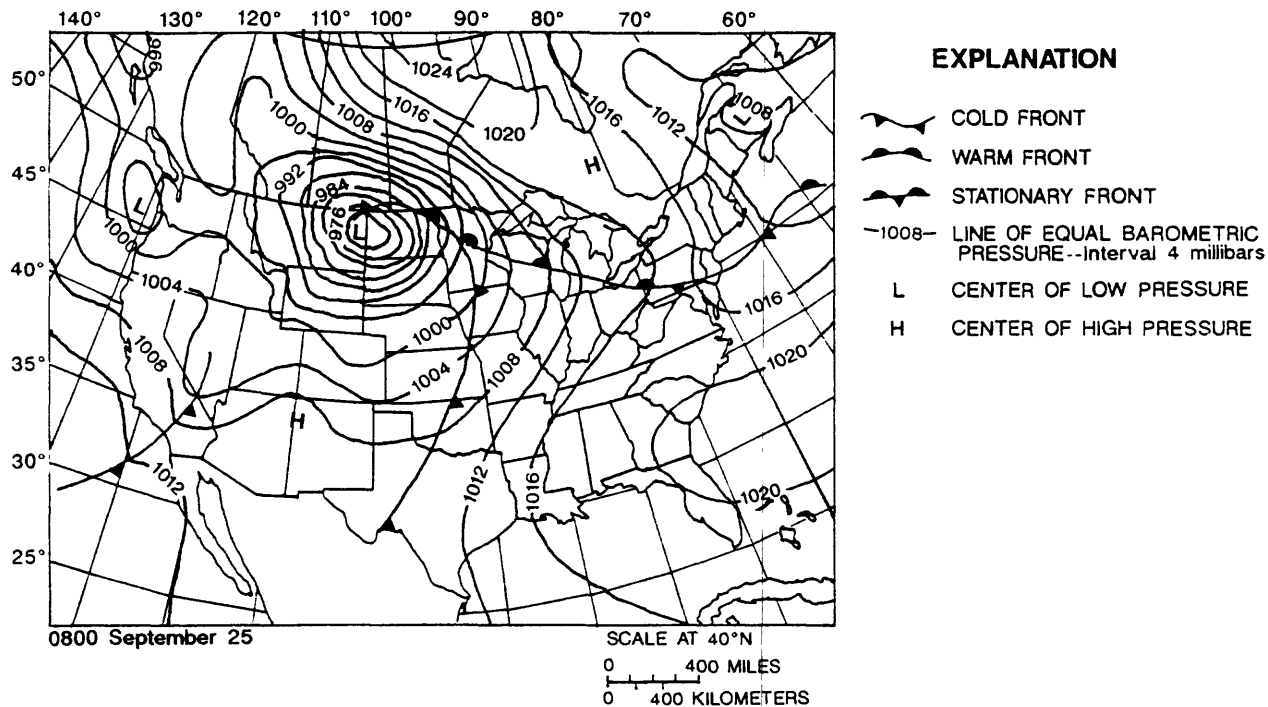 140° 130° 120° 110° 100° 90° 80° 70° 60°
50°
45°
40°
35°
30°
25°
996
1024
1016
1020
1008
1000
992
984
976
L
L
1000
1004
1008
1012
H
H
1016
1012
1008
L
1000
1004
1008
1012
1016
1016
1020
1020
0800 September 25
SCALE AT 40°N
0 400 MILES
0 400 KILOMETERS
EXPLANATION
COLD FRONT
WARM FRONT
STATIONARY FRONT
1008 LINE OF EQUAL BAROMETRIC
PRESSURE--Interval 4 millibars
L CENTER OF LOW PRESSURE
H CENTER OF HIGH PRESSURE